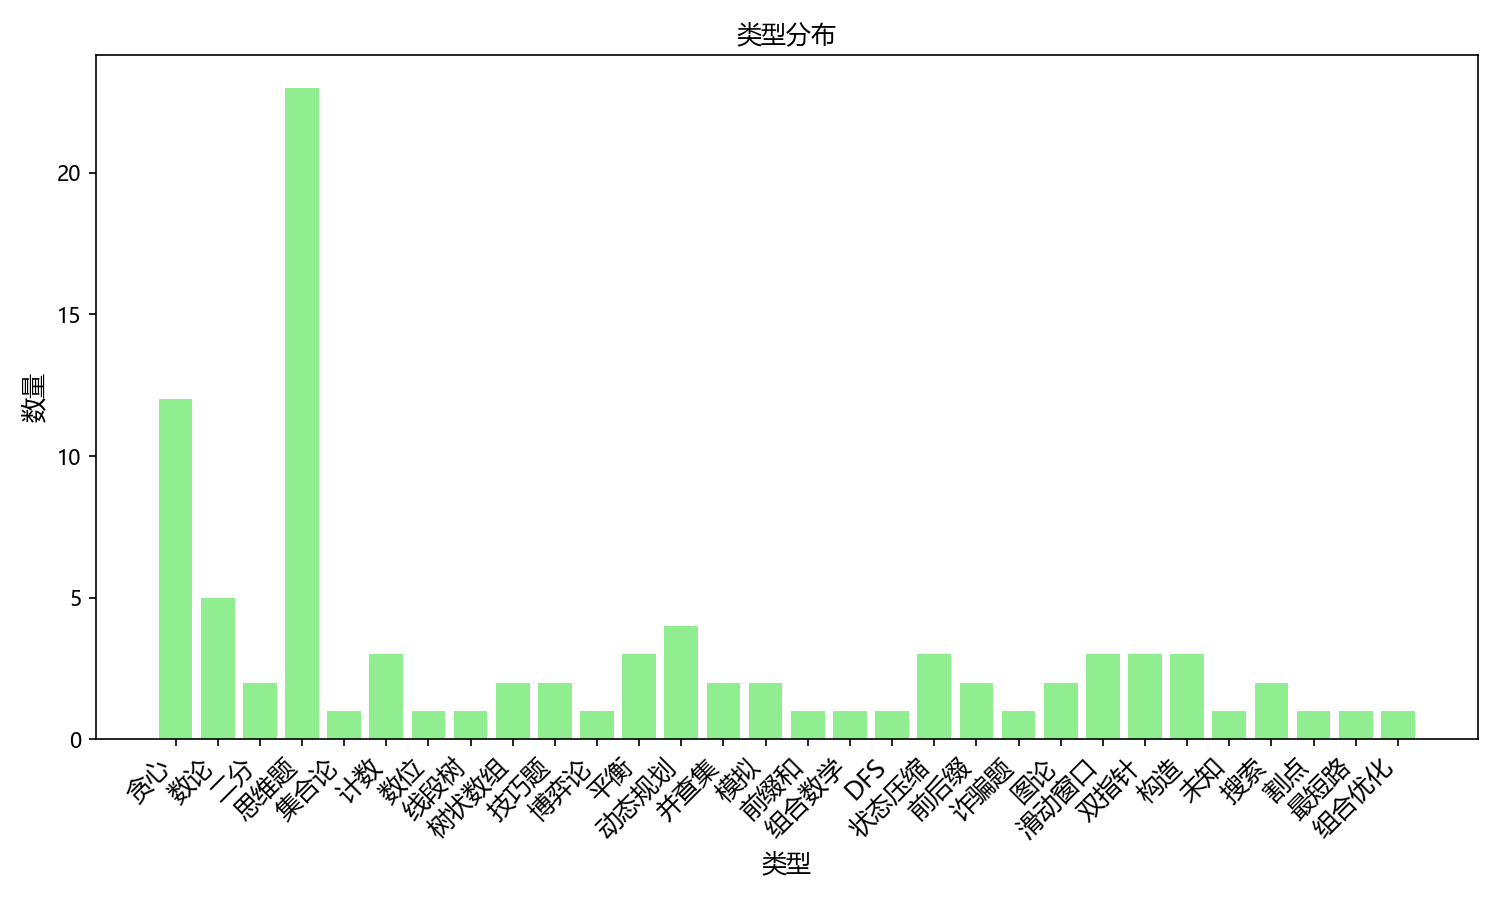 类型分布
数量
20
15
10
5
0
贪心
数论
二分
思维题
集合论
计数
数位
线段树
树状数组
技巧题
博弈论
平衡
动态规划
并查集
模拟
前缀和
组合数学
DFS
状态压缩
前后缀
诈骗题
图论
滑动窗口
双指针
构造
未知
搜索
割点
最短路
组合优化
类型